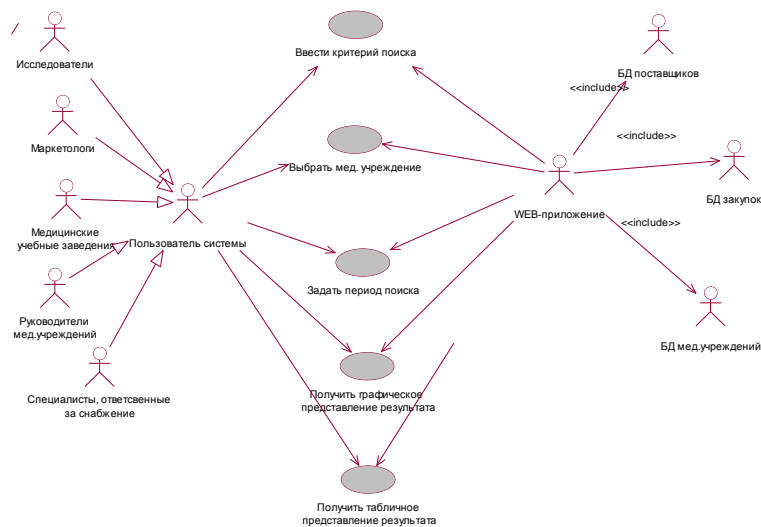 Исследователи
Маркетологи
Медицинские
учебные заведения
Руководители
мед.учреждений
Специалисты, ответсвенные
за снабжение
Пользователь системы
Ввести критерий поиска
Выбрать мед. учреждение
Задать период поиска
Получить графическое
представление результата
Получить табличное
представление результата
WEB-приложение
<<include>>
БД поставщиков
<<include>>
БД закупок
<<include>>
БД мед.учреждений